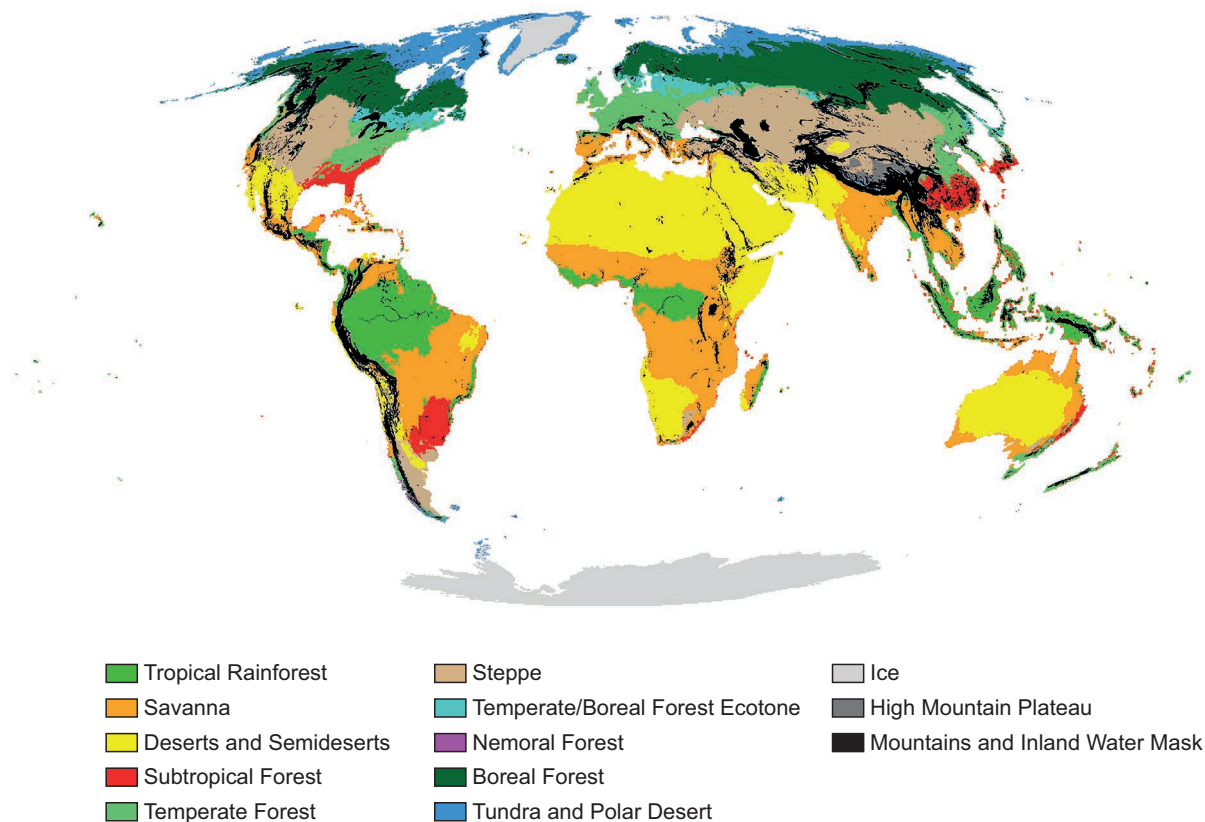 Tropical Rainforest
Savanna
Deserts and Semideserts
Subtropical Forest
Temperate Forest
Steppe
Temperate/Boreal Forest Ecotone
Nemoral Forest
Boreal Forest
Tundra and Polar Desert
Ice
High Mountain Plateau
Mountains and Inland Water Mask